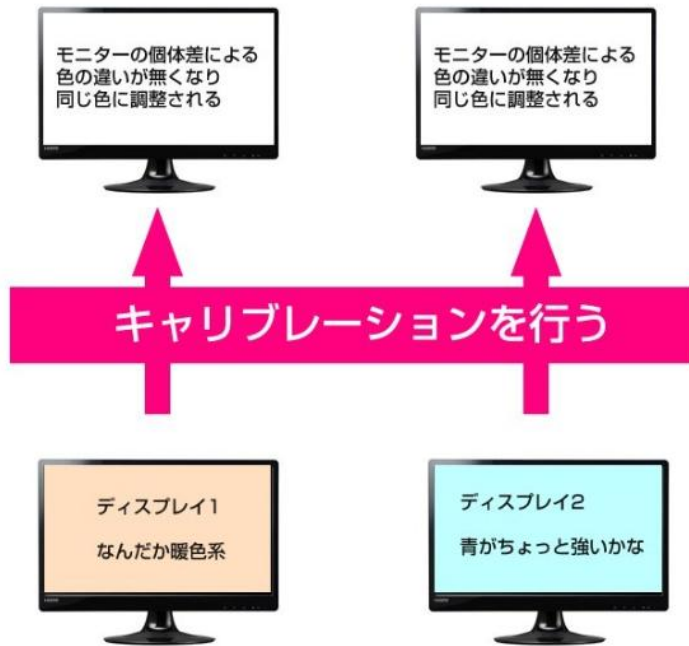 モニターの個体差による
色の違いが無くなり
同じ色に調整される
モニターの個体差による
色の違いが無くなり
同じ色に調整される
キャリブレーションを行う
ディスプレイ1
なんだか暖色系
ディスプレイ2
青がちょっと強いかな